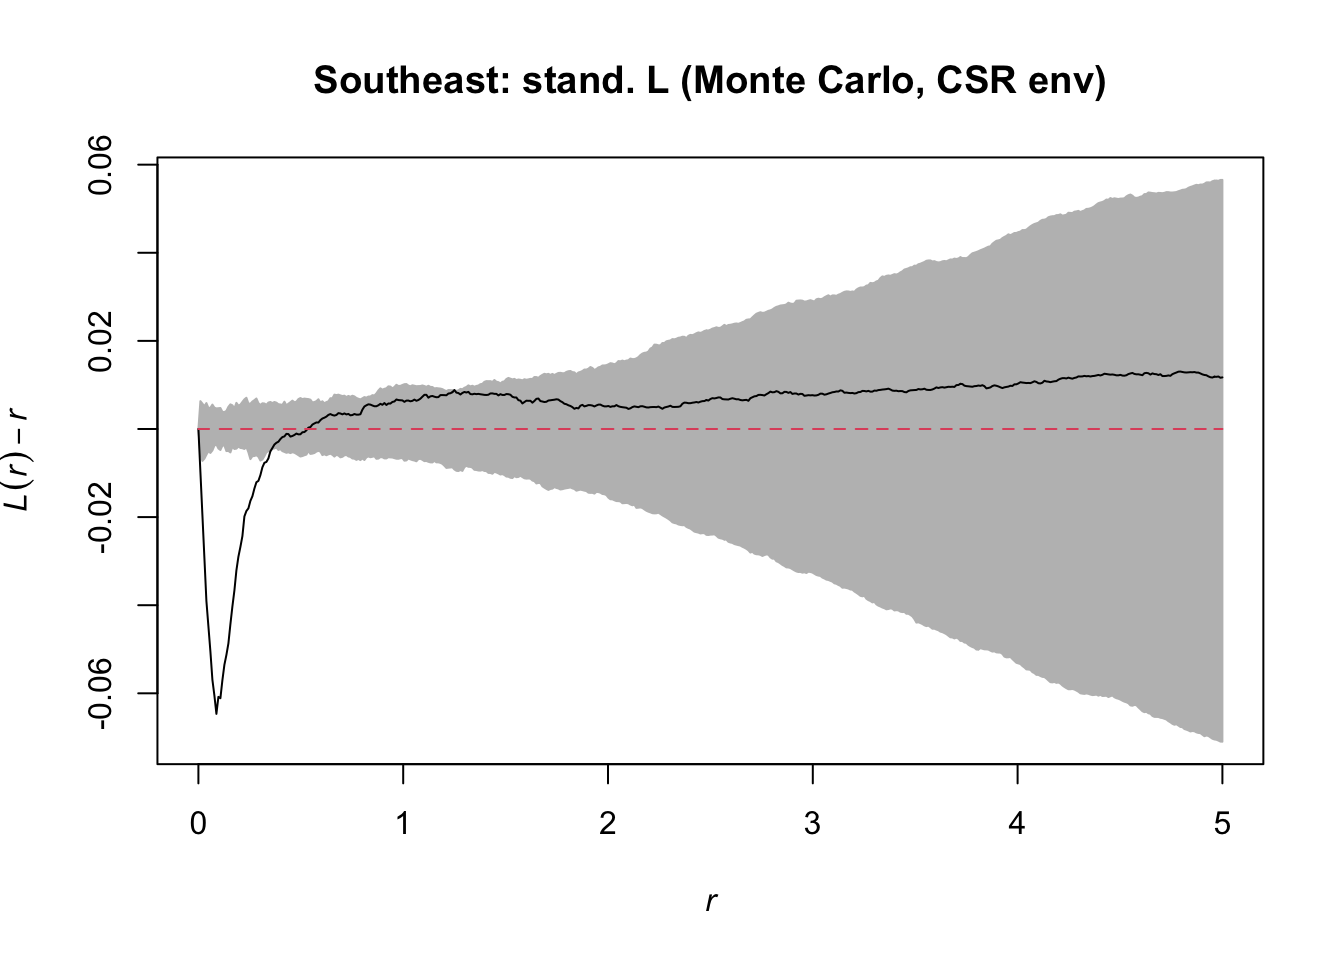 Southeast: stand. L (Monte Carlo, CSR env)
0.06
0.02
-0.02
-0.06
L(r) − r
0 1 2 3 4 5
r